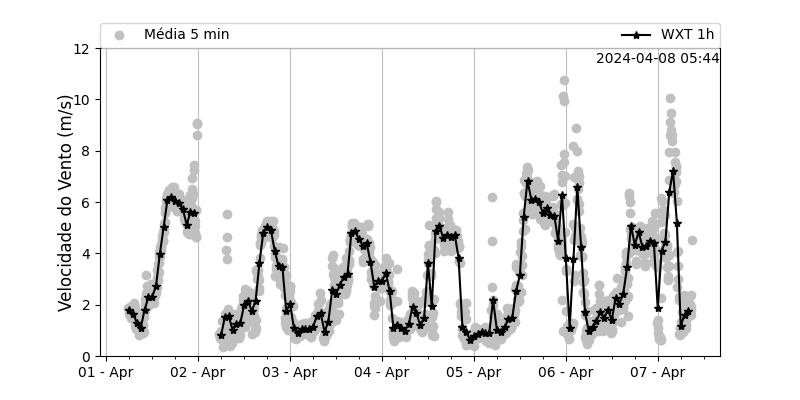 Média 5 min
WXT 1h
2024-04-08 05:44
Velocidade do Vento (m/s)
12
10
8
6
4
2
0
01 - Apr
02 - Apr
03 - Apr
04 - Apr
05 - Apr
06 - Apr
07 - Apr